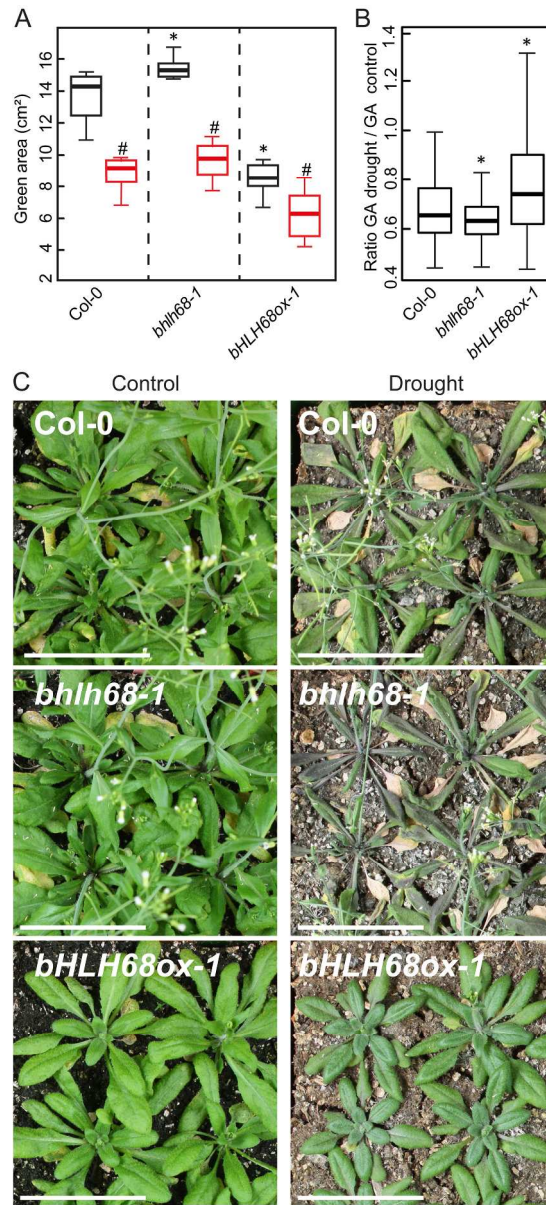 A
Green area (cm²)
16
14
12
10
8
6
4
2
*
*
#
#
#
Col-0
bhlh68-1
bHLH68ox-1
B
Ratio GA drought / GA control
1.4
1.2
1.0
0.8
0.6
0.4
*
*
Col-0
bhlh68-1
bHLH68ox-1
C
Control
Drought
Col-0
Col-0
bhlh68-1
bhlh68-1
bHLH68ox-1
bHLH68ox-1